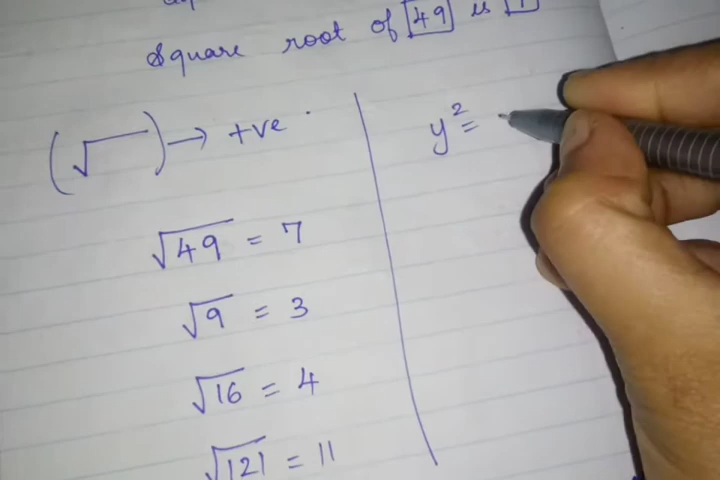 Square root of 49 is
(√‾) → +ve
√49 = 7
√9 = 3
√16 = 4
√121 = 11
y² =